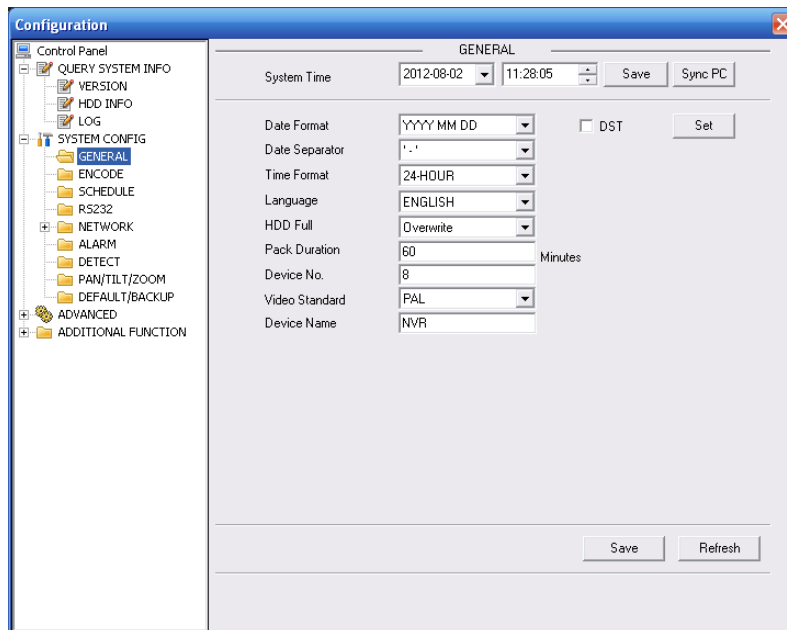 Configuration
Control Panel
QUERY SYSTEM INFO
VERSION
HDD INFO
LOG
SYSTEM CONFIG
GENERAL
ENCODE
SCHEDULE
RS232
NETWORK
ALARM
DETECT
PAN/TILT/ZOOM
DEFAULT/BACKUP
ADVANCED
ADDITIONAL FUNCTION
GENERAL
System Time 2012-08-02 11:28:05 Save Sync PC
Date Format YYYY MM DD DST Set
Date Separator '-'
Time Format 24-HOUR
Language ENGLISH
HDD Full Overwrite
Pack Duration 60 Minutes
Device No. 8
Video Standard PAL
Device Name NVR
Save Refresh